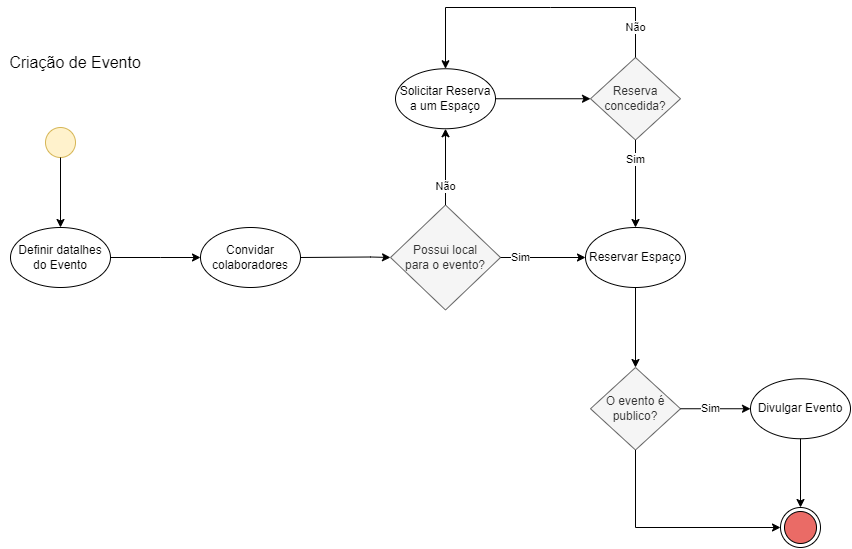 Criação de Evento
Não
Solicitar Reserva
a um Espaço
Reserva
concedida?
Não
Sim
Definir datalhes
do Evento
Convidar
colaboradores
Possui local
para o evento?
Sim
Reservar Espaço
O evento é
publico?
Sim
Divulgar Evento